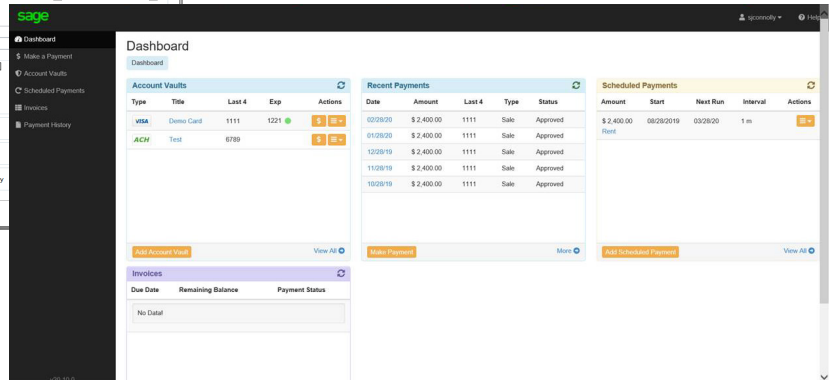 sage
sjconnolly
Help
Dashboard
Make a Payment
Account Vaults
Scheduled Payments
Invoices
Payment History
Dashboard
Dashboard
Account Vaults
Type Title Last 4 Exp Actions
VISA Demo Card 1111 1221 $
ACH Test 6789 $
Add Account Vault View All
Recent Payments
Date Amount Last 4 Type Status
02/28/20 $ 2,400.00 1111 Sale Approved
01/28/20 $ 2,400.00 1111 Sale Approved
12/28/19 $ 2,400.00 1111 Sale Approved
11/28/19 $ 2,400.00 1111 Sale Approved
10/28/19 $ 2,400.00 1111 Sale Approved
Make Payment More
Scheduled Payments
Amount Start Next Run Interval Actions
$ 2,400.00 08/28/2019 03/28/20 1 m
Rent
Add Scheduled Payment View All
Invoices
Due Date Remaining Balance Payment Status
No Data!